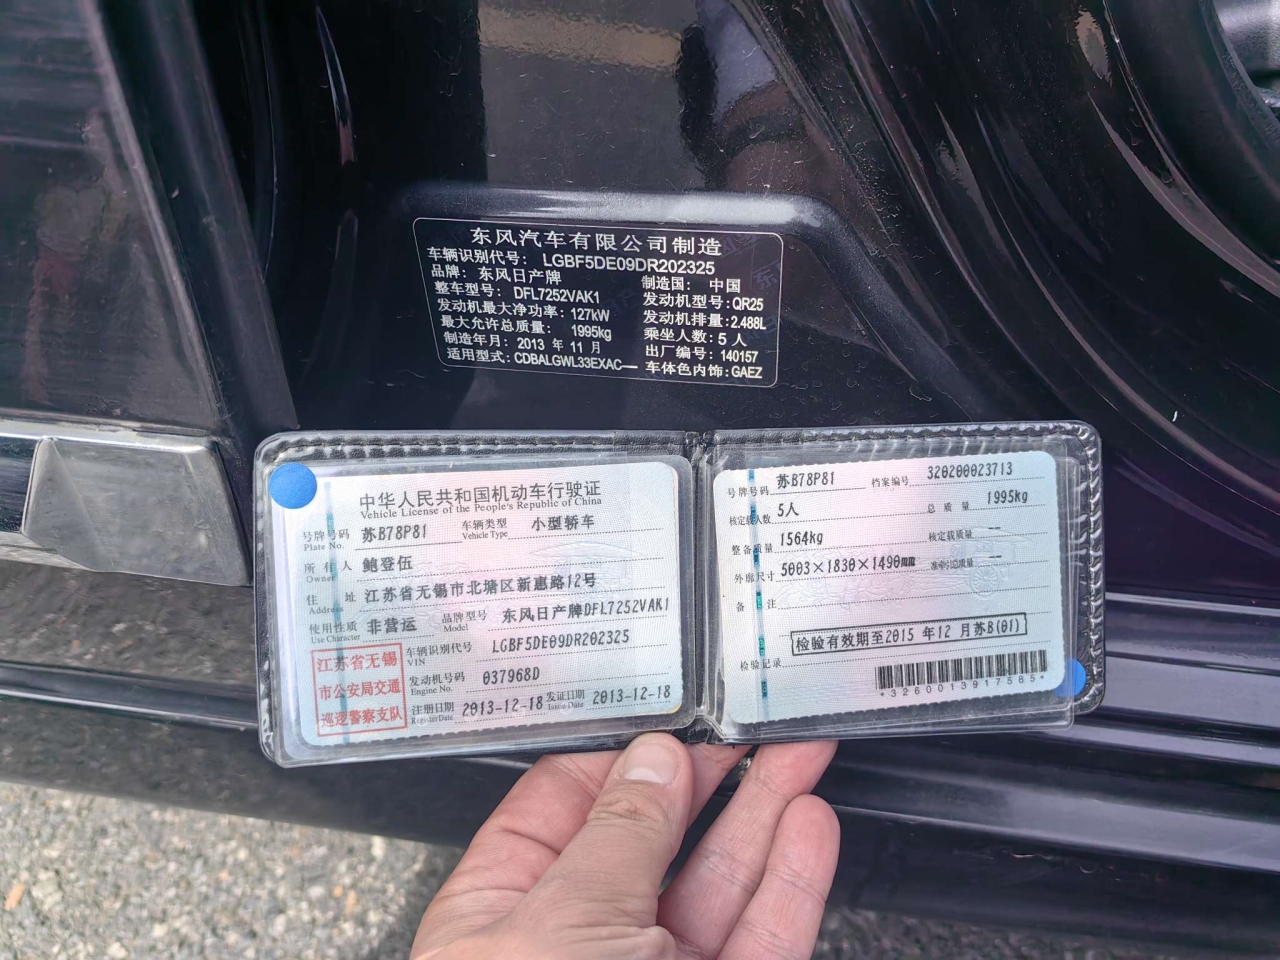 东风汽车有限公司制造
车辆识别代号: LGBF5DE09DR202325
品牌: 东风日产牌 制造国: 中国
整车型号: DFL7252VAK1 发动机型号:QR25
发动机最大净功率: 127kW 发动机排量:2.488L
最大允许总质量: 1995kg 乘坐人数:5 人
制造年月: 2013 年 11 月 出厂编号: 140157
适用型式:CDBALGWL33EXAC— 车体色内饰:GAEZ
中华人民共和国机动车行驶证
Vehicle License of the People's Republic of China
号牌号码 苏B78P81 车辆类型 小型轿车
Plate No. Vehicle Type
所有人 鲍登伍
Owner
住址 江苏省无锡市北塘区新惠路12号
Address
使用性质 非营运 品牌型号 东风日产牌DFL7252VAK1
Use Character Model
江苏省无锡
市公安局交通
巡逻警察支队
车辆识别代号 LGBF5DE09DR202325
VIN
发动机号码 037968D
Engine No.
注册日期 2013-12-18 发证日期 2013-12-18
Register Date Issue Date
号牌号码 苏B78P81 档案编号 320200023713
核定载人数 5人 总质量 1995kg
整备质量 1564kg 核定载质量 —
外廓尺寸 5003×1830×1490mm 准牵引总质量 —
备注
检验有效期至2015 年12 月苏B(01)
检验记录
*3260013917585*